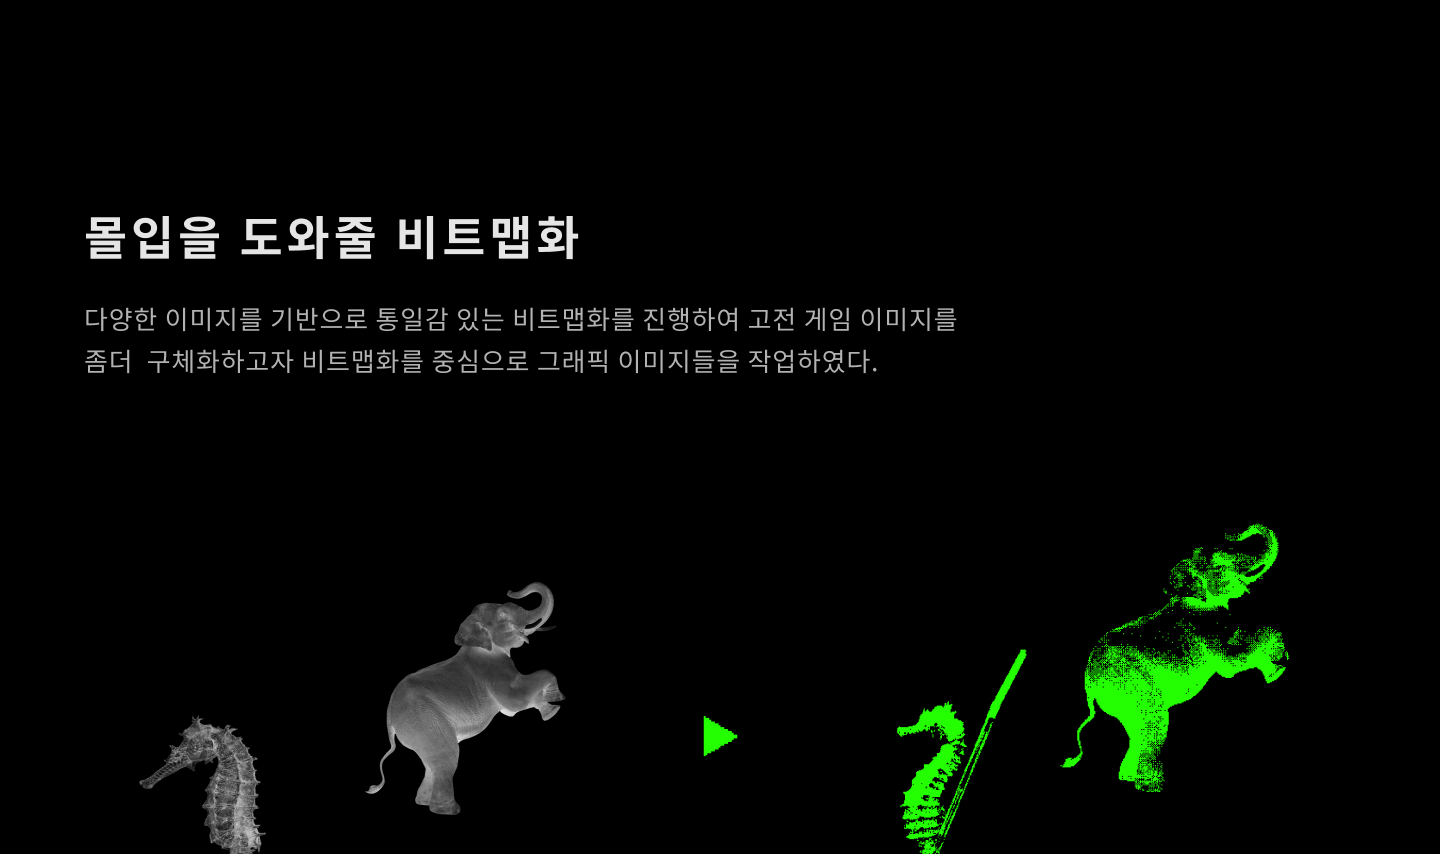 몰입을 도와줄 비트맵화
다양한 이미지를 기반으로 통일감 있는 비트맵화를 진행하여 고전 게임 이미지를
좀더  구체화하고자 비트맵화를 중심으로 그래픽 이미지들을 작업하였다.